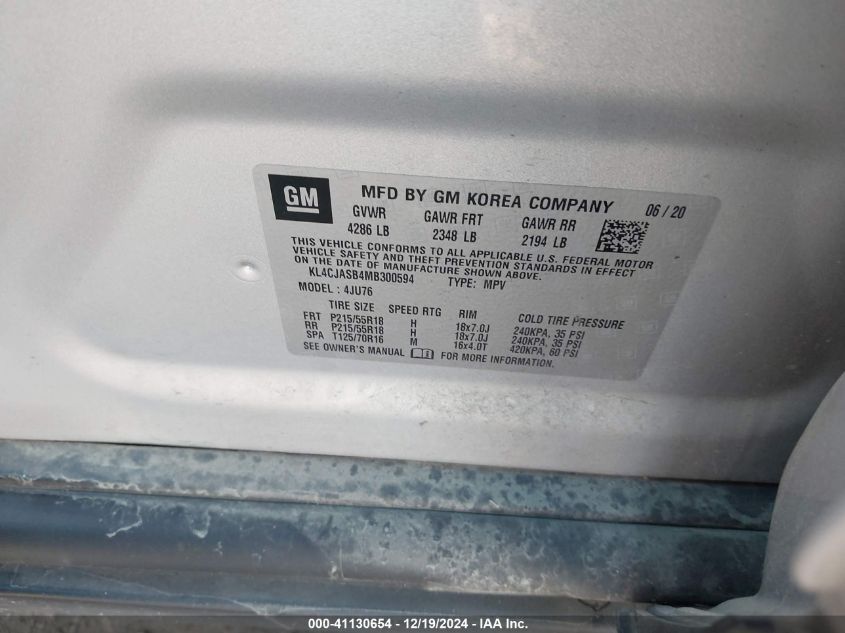 GM
MFD BY GM KOREA COMPANY 06 / 20
GVWR GAWR FRT GAWR RR
4286 LB 2348 LB 2194 LB
THIS VEHICLE CONFORMS TO ALL APPLICABLE U.S. FEDERAL MOTOR
VEHICLE SAFETY AND THEFT PREVENTION STANDARDS IN EFFECT
ON THE DATE OF MANUFACTURE SHOWN ABOVE.
KL4CJASB4MB300594 TYPE: MPV
MODEL : 4JU76
TIRE SIZE SPEED RTG RIM COLD TIRE PRESSURE
FRT P215/55R18 H 18x7.0J 240KPA, 35 PSI
RR P215/55R18 H 18x7.0J 240KPA, 35 PSI
SPA T125/70R16 M 16x4.0T 420KPA, 60 PSI
SEE OWNER'S MANUAL FOR MORE INFORMATION.
000-41130654 - 12/19/2024 - IAA Inc.